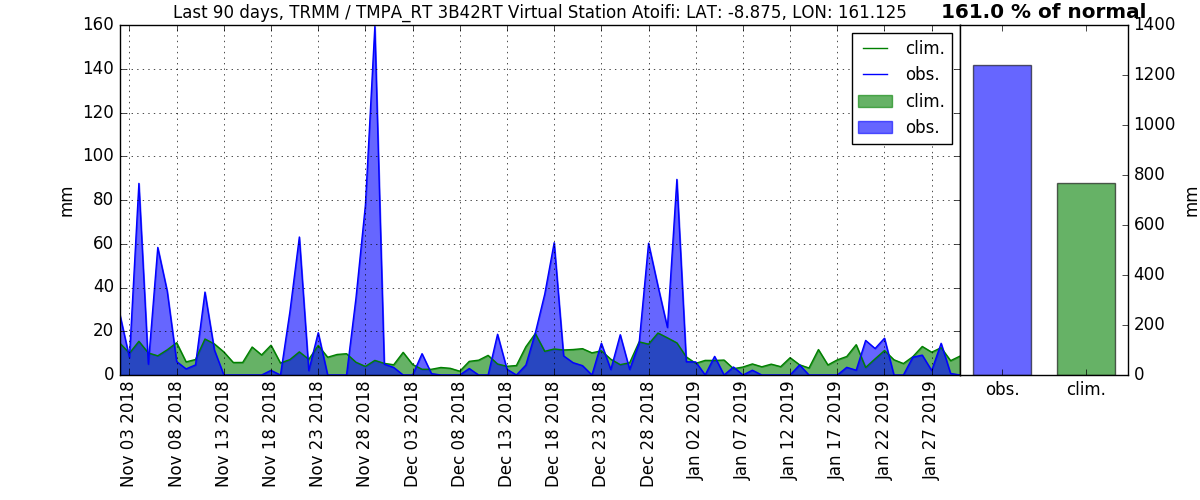 Last 90 days, TRMM / TMPA_RT 3B42RT Virtual Station Atoifi: LAT: -8.875, LON: 161.125
161.0 % of normal
160
140
120
100
80
60
40
20
0
mm
clim.
obs.
clim.
obs.
1400
1200
1000
800
600
400
200
0
mm
Nov 03 2018
Nov 08 2018
Nov 13 2018
Nov 18 2018
Nov 23 2018
Nov 28 2018
Dec 03 2018
Dec 08 2018
Dec 13 2018
Dec 18 2018
Dec 23 2018
Dec 28 2018
Jan 02 2019
Jan 07 2019
Jan 12 2019
Jan 17 2019
Jan 22 2019
Jan 27 2019
obs.
clim.